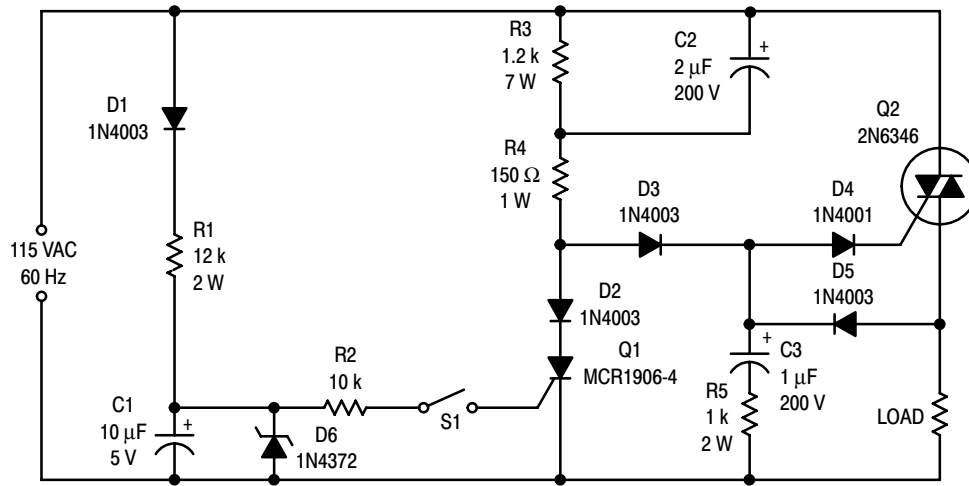 R3
1.2 k
7 W
C2
+
2 µF
200 V
D1
1N4003
Q2
2N6346
R4
150 Ω
1 W
D3
1N4003
D4
1N4001
115 VAC
60 Hz
R1
12 k
2 W
D5
1N4003
D2
1N4003
Q1
MCR1906-4
R2
10 k
S1
+
C3
1 µF
200 V
R5
1 k
2 W
LOAD
C1
10 µF
5 V
+
D6
1N4372